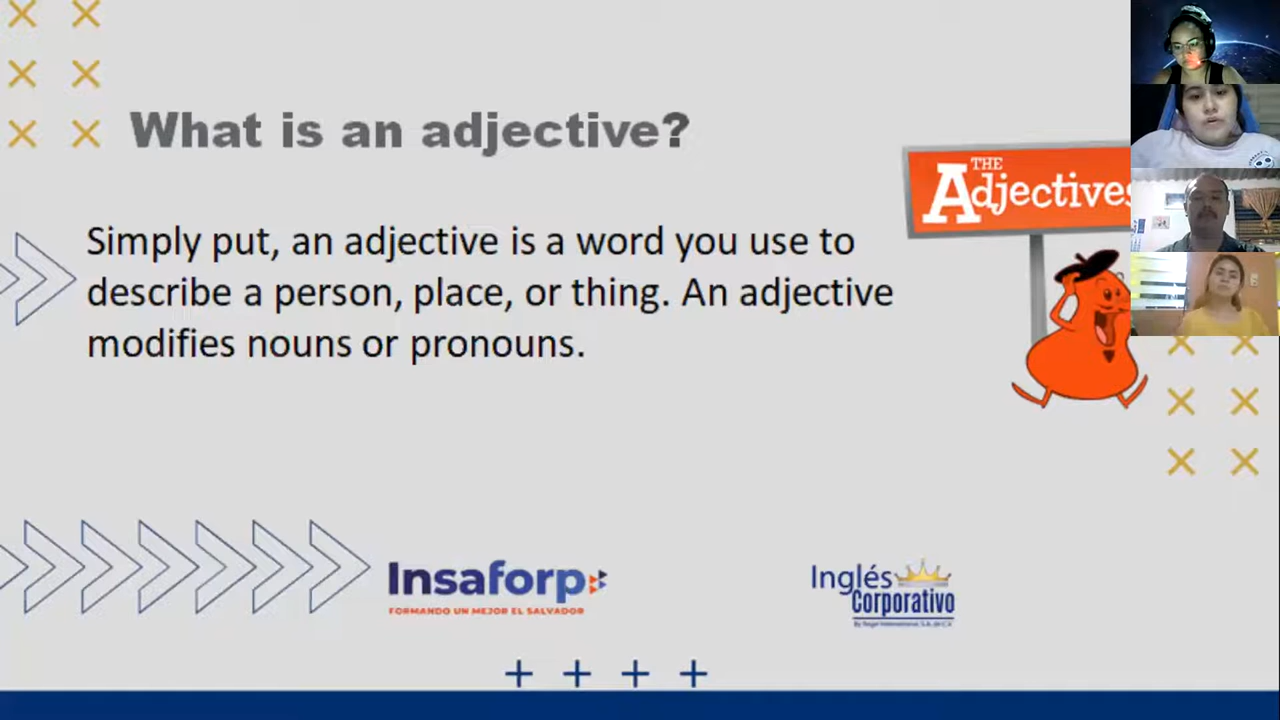 What is an adjective?
THE
Adjectives
Simply put, an adjective is a word you use to
describe a person, place, or thing. An adjective
modifies nouns or pronouns.
Insaforp
FORMANDO UN MEJOR EL SALVADOR
Inglés
Corporativo